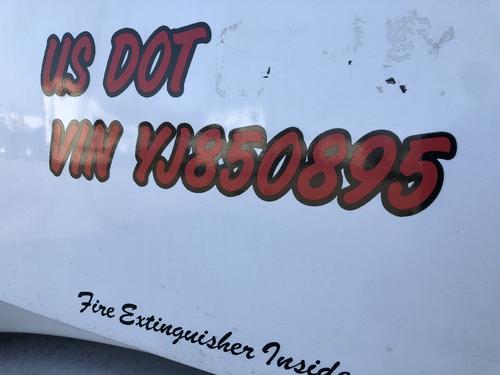 US DOT
VIN YJ850895
Fire Extinguisher Inside